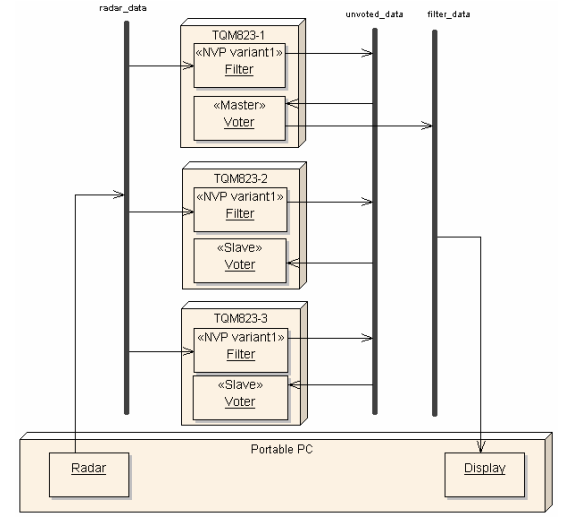 radar_data
unvoted_data
filter_data
TQM823-1
«NVP variant1»
Filter
«Master»
Voter
TQM823-2
«NVP variant1»
Filter
«Slave»
Voter
TQM823-3
«NVP variant1»
Filter
«Slave»
Voter
Portable PC
Radar
Display